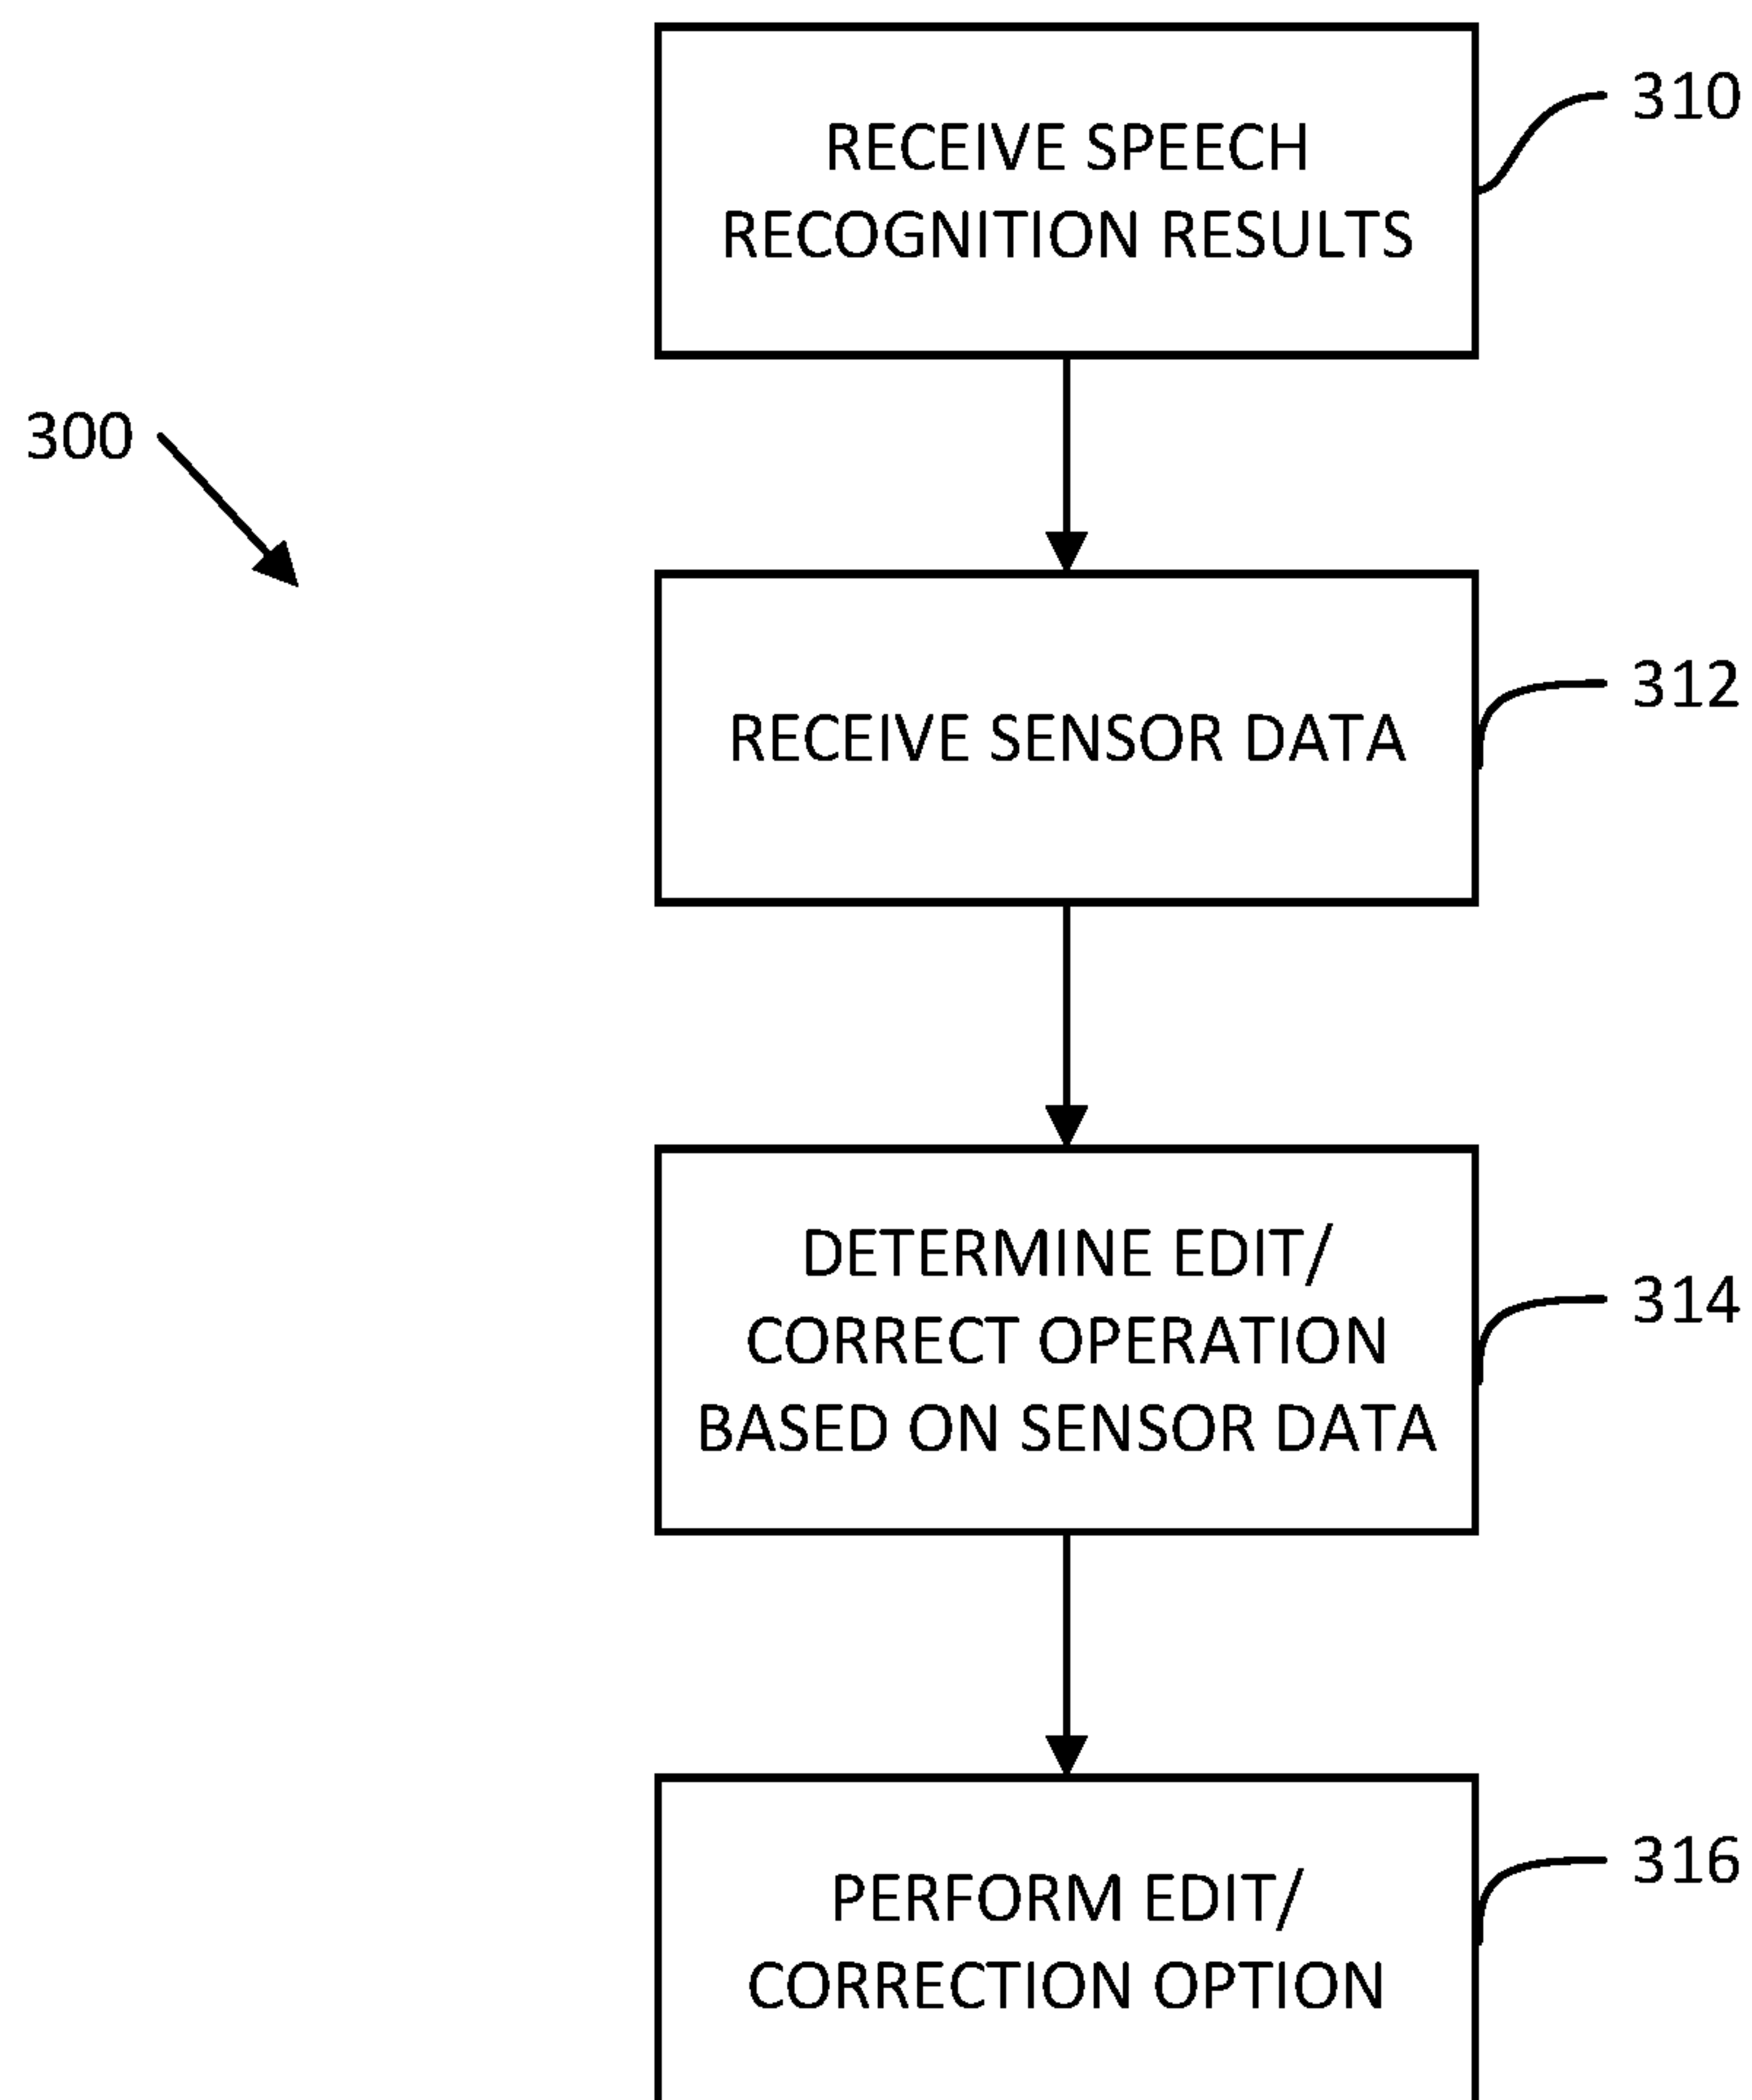 RECEIVE SPEECH
RECOGNITION RESULTS
310
300
RECEIVE SENSOR DATA
312
DETERMINE EDIT/
CORRECT OPERATION
BASED ON SENSOR DATA
314
PERFORM EDIT/
CORRECTION OPTION
316